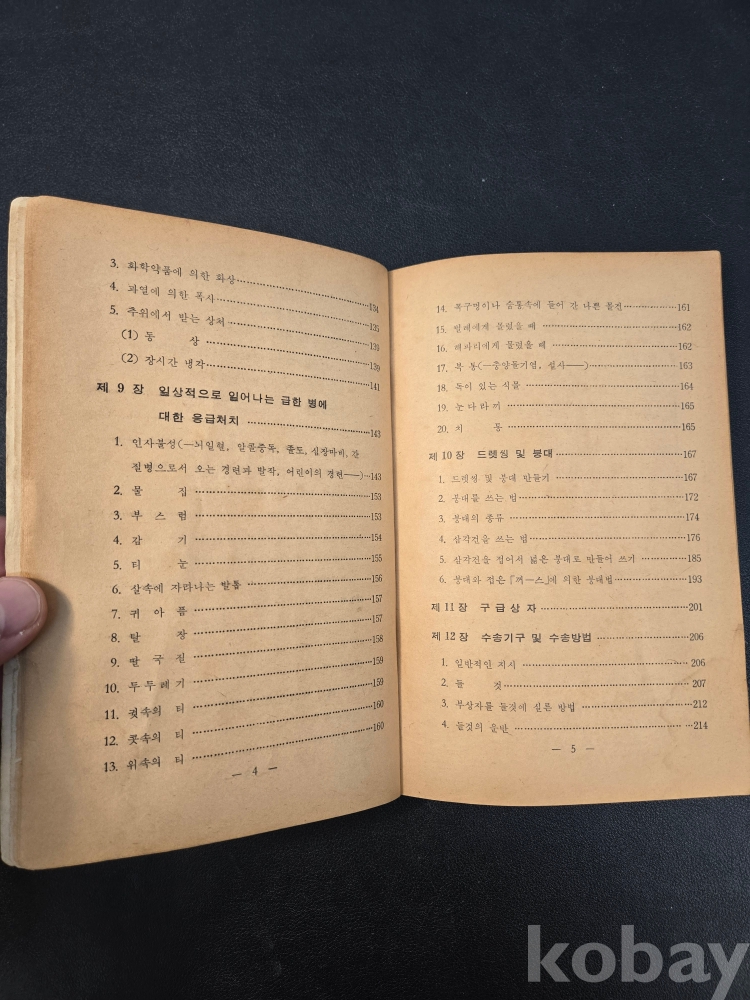 3. 화학약품에 의한 화상 ……134
4. 과열에 의한 폭사 ……135
5. 추위에서 받는 상처 ……136
(1) 동 상 ……139
(2) 장시간 냉각 ……141
제 9 장 일상적으로 일어나는 급한 병에
대한 응급처치 ……143
1. 인사불성(—뇌일혈, 알콜중독, 졸도, 심장마비, 간
질병으로서 오는 경련과 발작, 어린이의 경련—)…143
2. 물 집 ……153
3. 부 스 럼 ……153
4. 감 기 ……154
5. 티 눈 ……155
6. 살속에 자라나는 발톱 ……156
7. 귀 아 픔 ……157
8. 탈 장 ……157
9. 딸 국 질 ……158
10. 두 두 레 기 ……159
11. 귓속의 티 ……159
12. 콧속의 티 ……160
13. 위속의 티 ……160
— 4 —
14. 목구멍이나 숨통속에 들어 간 나쁜 물건 ……161
15. 벌레에게 물렸을 때 ……162
16. 해파리에게 물렸을 때 ……162
17. 복 통(—충양돌기염, 설사—) ……163
18. 독이 있는 식물 ……164
19. 눈 다 라 끼 ……165
20. 치 통 ……165
제 10 장 드렛씽 및 붕대 ……167
1. 드렛씽 및 붕대 만들기 ……167
2. 붕대를 쓰는 법 ……172
3. 붕대의 종류 ……174
4. 삼각건을 쓰는 법 ……176
5. 삼각건을 접어서 넓은 붕대로 만들어 쓰기 ……185
6. 붕대와 접은 「꺼—스」에 의한 붕대법 ……193
제 11 장 구 급 상 자 ……201
제 12 장 수송기구 및 수송방법 ……206
1. 일반적인 지시 ……206
2. 들 것 ……207
3. 부상자를 들것에 실른 방법 ……212
4. 들것의 운반 ……214
— 5 —
kobay